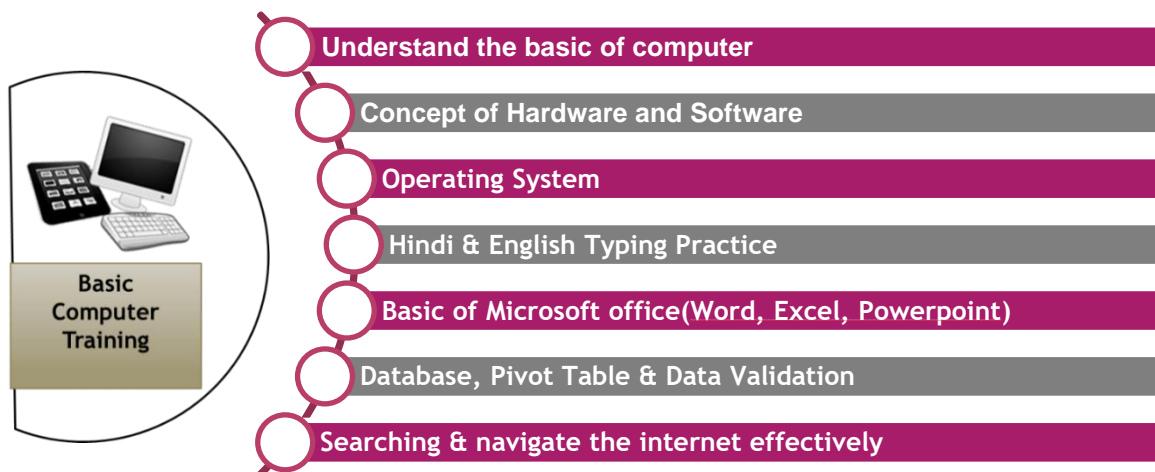 Understand the basic of computer
Concept of Hardware and Software
Operating System
Hindi & English Typing Practice
Basic
Computer
Training
Basic of Microsoft office(Word, Excel, Powerpoint)
Database, Pivot Table & Data Validation
Searching & navigate the internet effectively